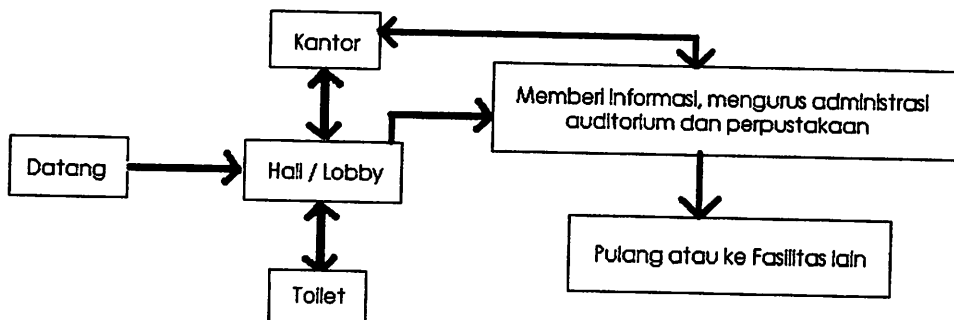 Kantor
Memberi informasi, mengurus administrasi
auditorium dan perpustakaan
Datang
Hall / Lobby
Pulang atau ke Fasilitas lain
Toilet